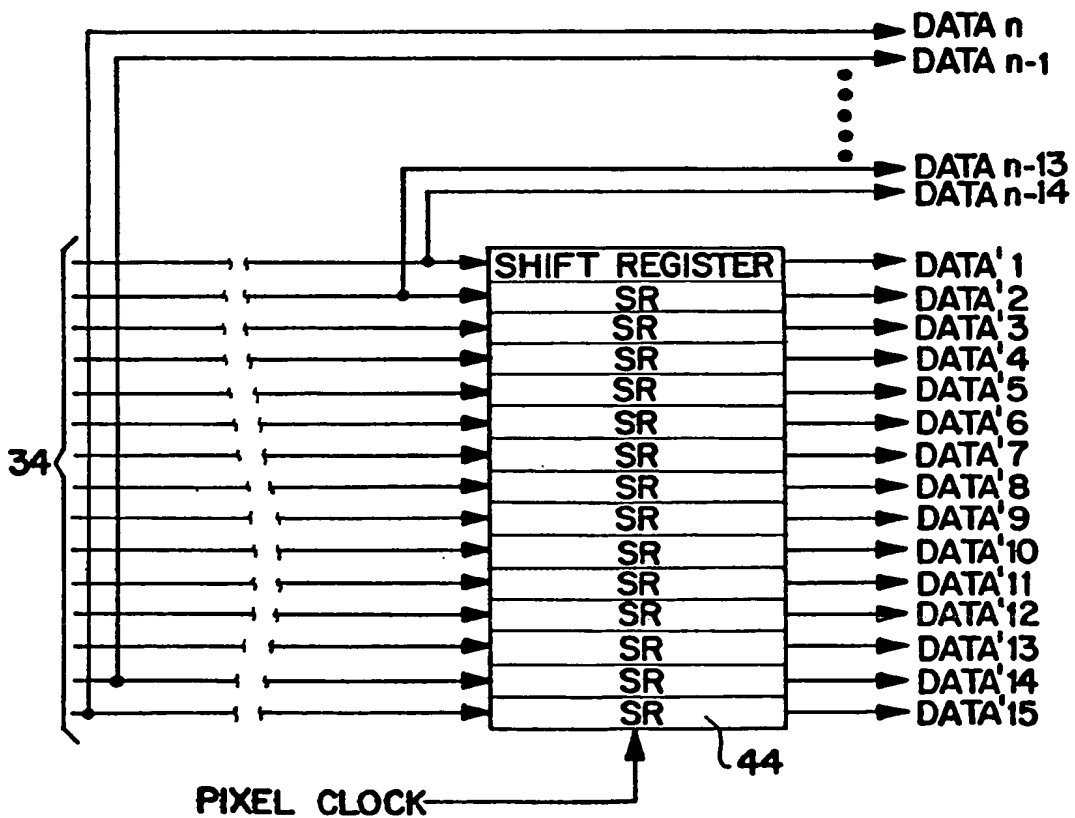 DATA n
DATA n-1
DATA n-13
DATA n-14
SHIFT REGISTER DATA'1
SR DATA'2
SR DATA'3
SR DATA'4
SR DATA'5
SR DATA'6
34 SR DATA'7
SR DATA'8
SR DATA'9
SR DATA'10
SR DATA'11
SR DATA'12
SR DATA'13
SR DATA'14
SR DATA'15
44
PIXEL CLOCK